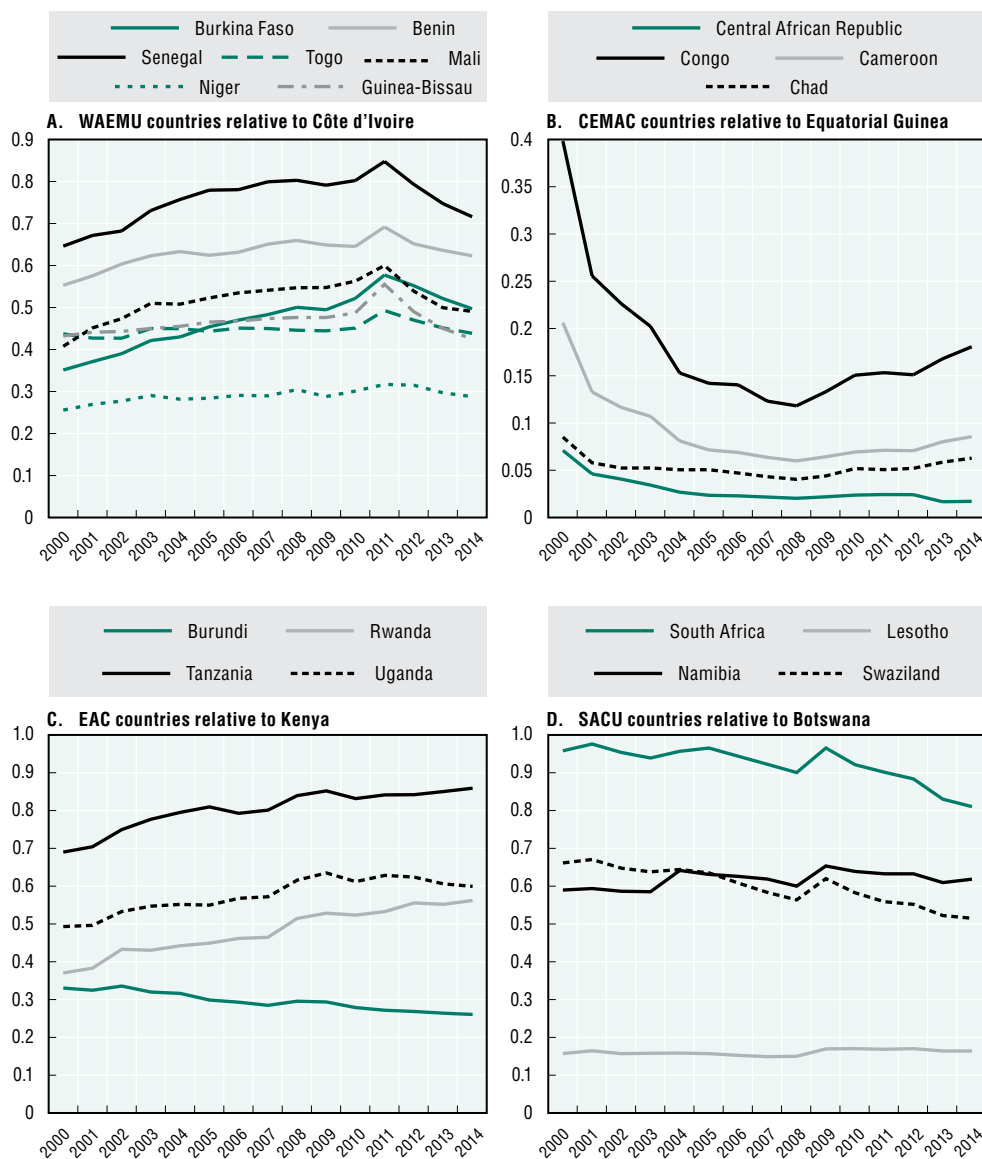 Burkina Faso Benin
Senegal Togo Mali
Niger Guinea-Bissau
A. WAEMU countries relative to Côte d'Ivoire
0.9
0.8
0.7
0.6
0.5
0.4
0.3
0.2
0.1
0
2000 2001 2002 2003 2004 2005 2006 2007 2008 2009 2010 2011 2012 2013 2014
Central African Republic
Congo Cameroon
Chad
B. CEMAC countries relative to Equatorial Guinea
0.4
0.35
0.3
0.25
0.2
0.15
0.1
0.05
0
2000 2001 2002 2003 2004 2005 2006 2007 2008 2009 2010 2011 2012 2013 2014
Burundi Rwanda
Tanzania Uganda
C. EAC countries relative to Kenya
1.0
0.9
0.8
0.7
0.6
0.5
0.4
0.3
0.2
0.1
0
2000 2001 2002 2003 2004 2005 2006 2007 2008 2009 2010 2011 2012 2013 2014
South Africa Lesotho
Namibia Swaziland
D. SACU countries relative to Botswana
1.0
0.9
0.8
0.7
0.6
0.5
0.4
0.3
0.2
0.1
0
2000 2001 2002 2003 2004 2005 2006 2007 2008 2009 2010 2011 2012 2013 2014